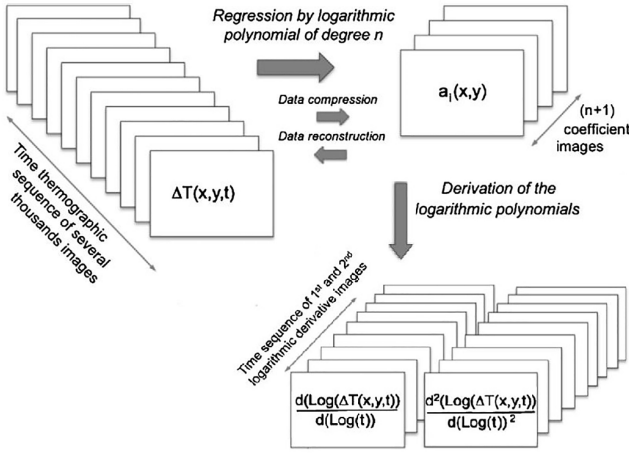 Regression by logarithmic
polynomial of degree n
Data compression
Data reconstruction
ΔT(x,y,t)
Time thermographic
sequence of several
thousands images
aᵢ(x,y)
(n+1)
coefficient
images
Derivation of the
logarithmic polynomials
Time sequence of 1st and 2nd
logarithmic derivative images
d(Log(ΔT(x,y,t))
d(Log(t))
d²(Log(ΔT(x,y,t))
d(Log(t))²